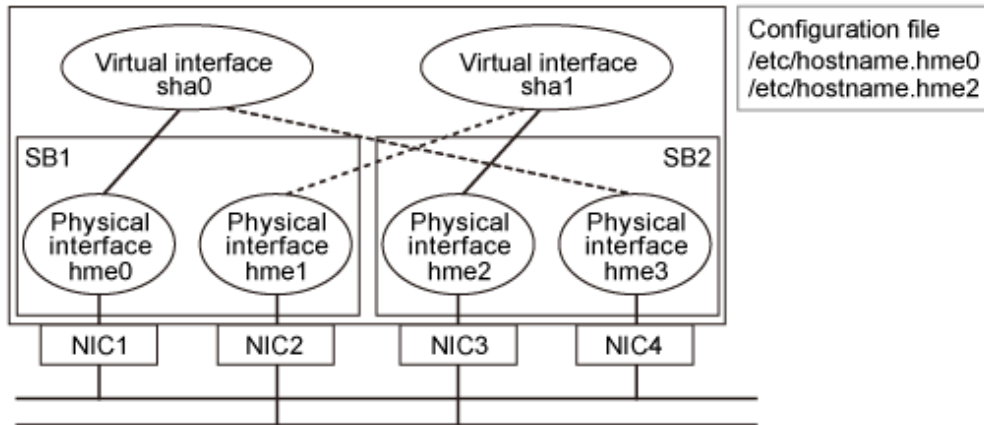 Virtual interface
sha0
Virtual interface
sha1
Configuration file
/etc/hostname.hme0
/etc/hostname.hme2
SB1
SB2
Physical
interface
hme0
Physical
interface
hme1
Physical
interface
hme2
Physical
interface
hme3
NIC1
NIC2
NIC3
NIC4